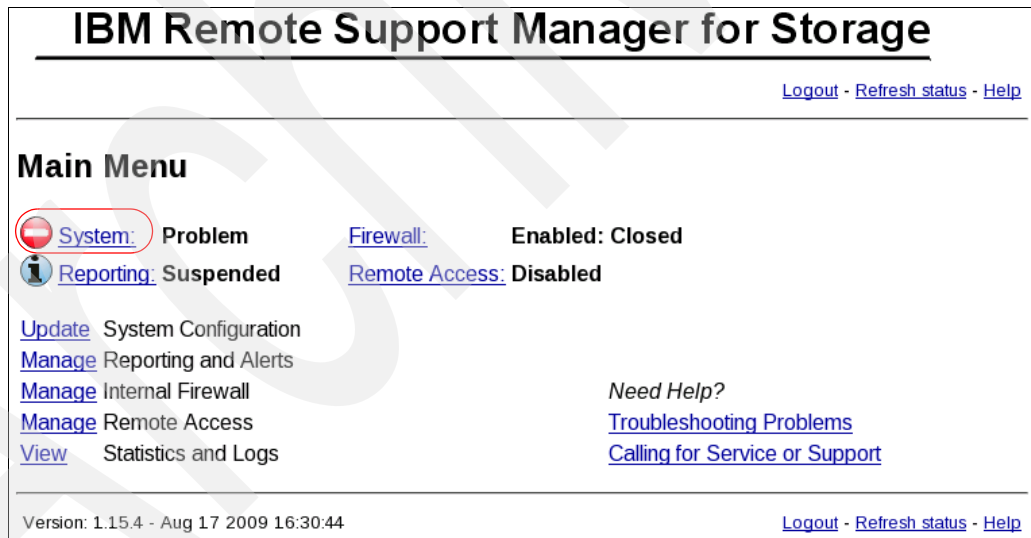 IBM Remote Support Manager for Storage
Logout - Refresh status - Help
Main Menu
System: Problem Firewall: Enabled: Closed
Reporting: Suspended Remote Access: Disabled
Update System Configuration
Manage Reporting and Alerts
Manage Internal Firewall Need Help?
Manage Remote Access Troubleshooting Problems
View Statistics and Logs Calling for Service or Support
Version: 1.15.4 - Aug 17 2009 16:30:44 Logout - Refresh status - Help